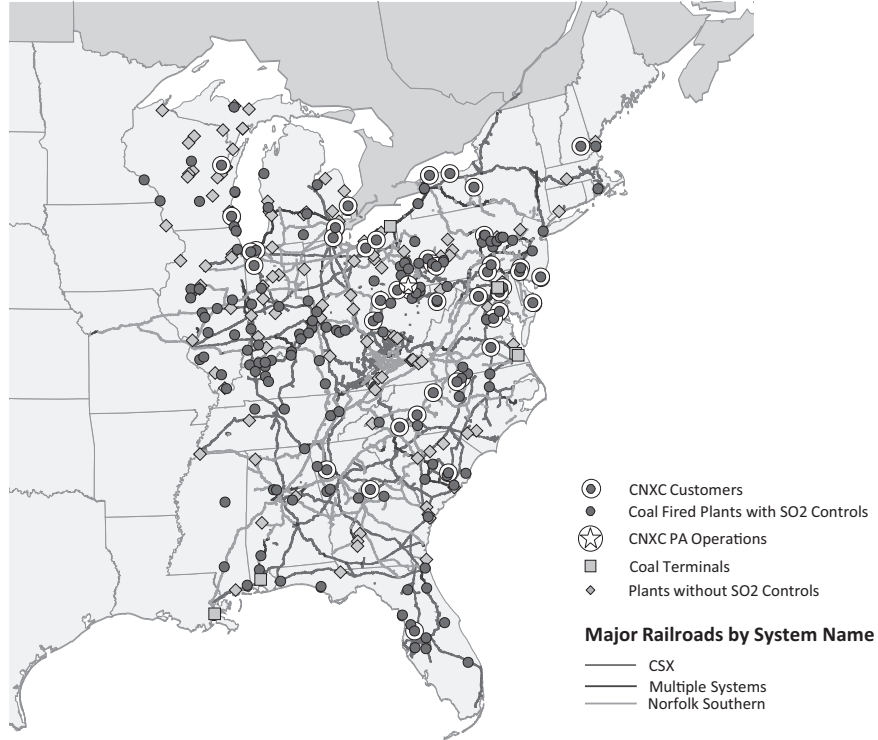 CNXC Customers
Coal Fired Plants with SO2 Controls
CNXC PA Operations
Coal Terminals
Plants without SO2 Controls
Major Railroads by System Name
CSX
Multiple Systems
Norfolk Southern